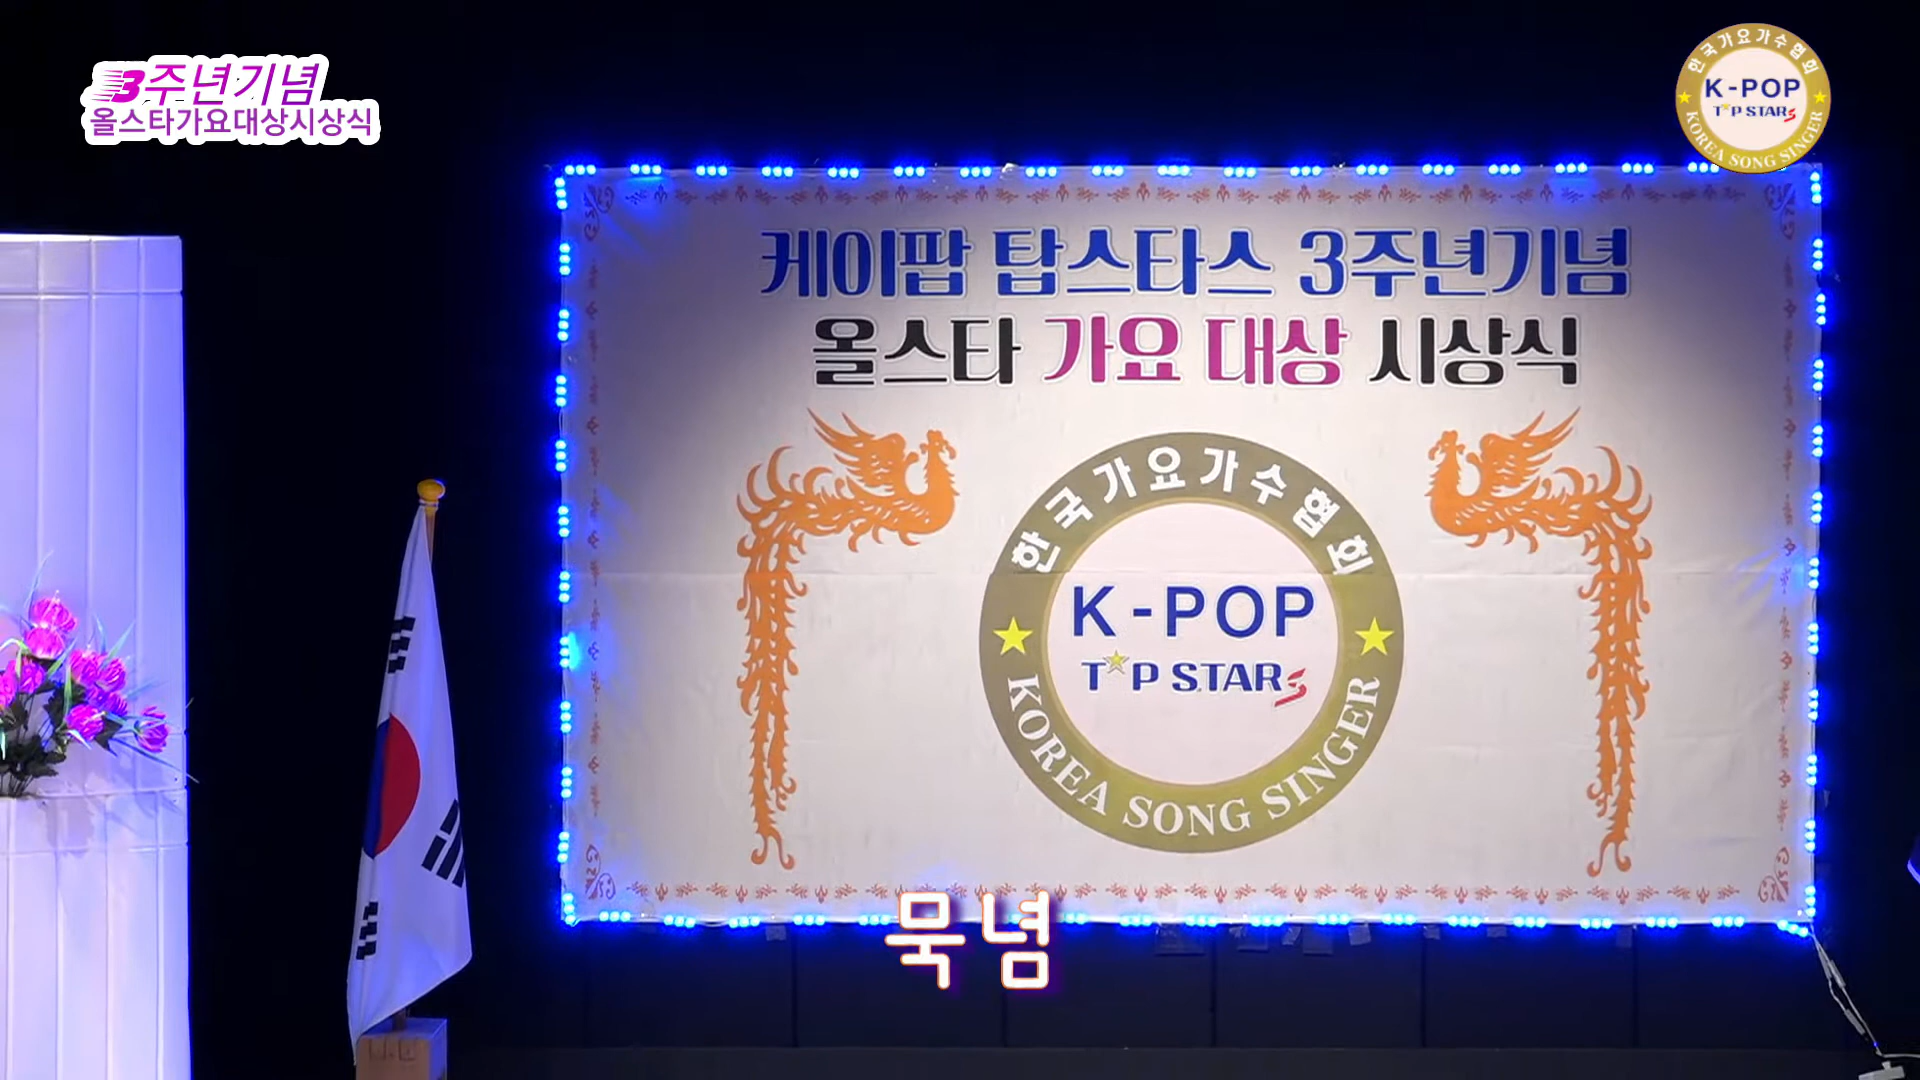 3주년기념
올스타가요대상시상식
한국가요가수협회
K-POP
TOP STARS
KOREA SONG SINGER
케이팝 탑스타스 3주년기념
올스타 가요 대상 시상식
한국가요가수협회
K-POP
TOP STARS
KOREA SONG SINGER
묵념